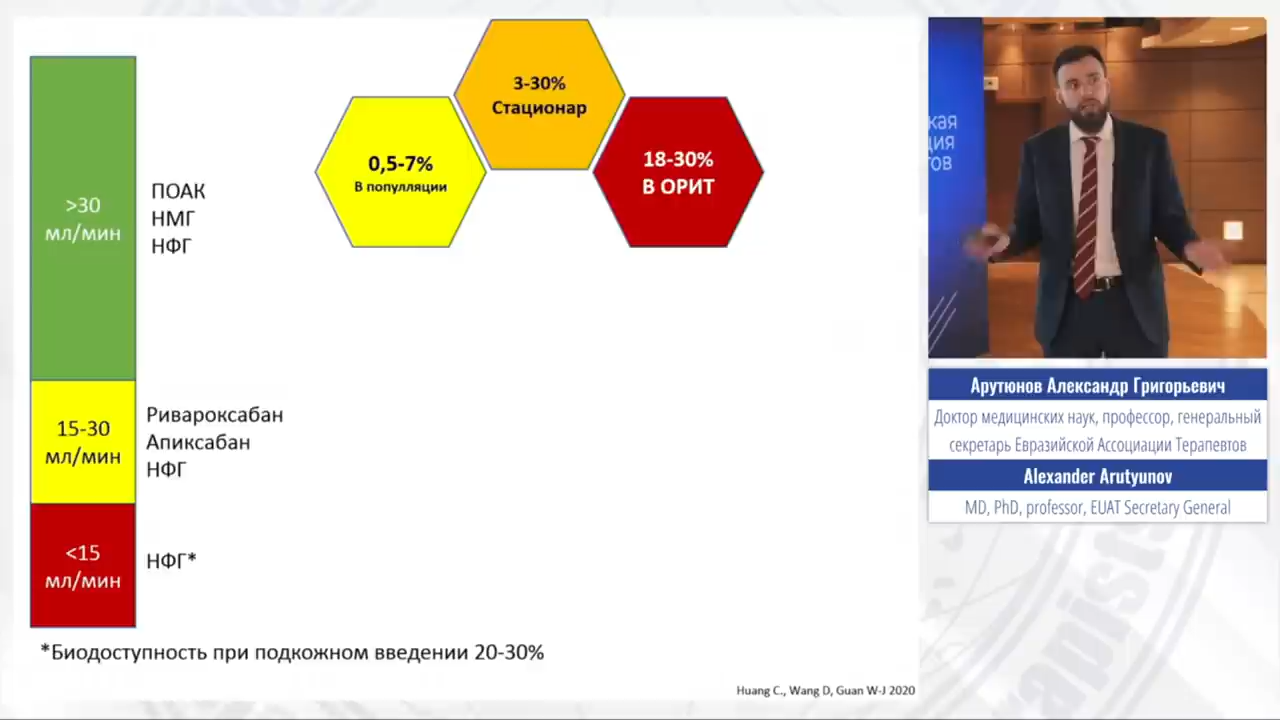 >30
мл/мин
ПОАК
НМГ
НФГ
15-30
мл/мин
Ривароксабан
Апиксабан
НФГ
<15
мл/мин
НФГ*
*Биодоступность при подкожном введении 20-30%
0,5-7%
В популляции
3-30%
Стационар
18-30%
В ОРИТ
Huang C., Wang D, Guan W-J 2020
Арутюнов Александр Григорьевич
Доктор медицинских наук, профессор, генеральный
секретарь Евразийской Ассоциации Терапевтов
Alexander Arutyunov
MD, PhD, professor, EUAT Secretary General